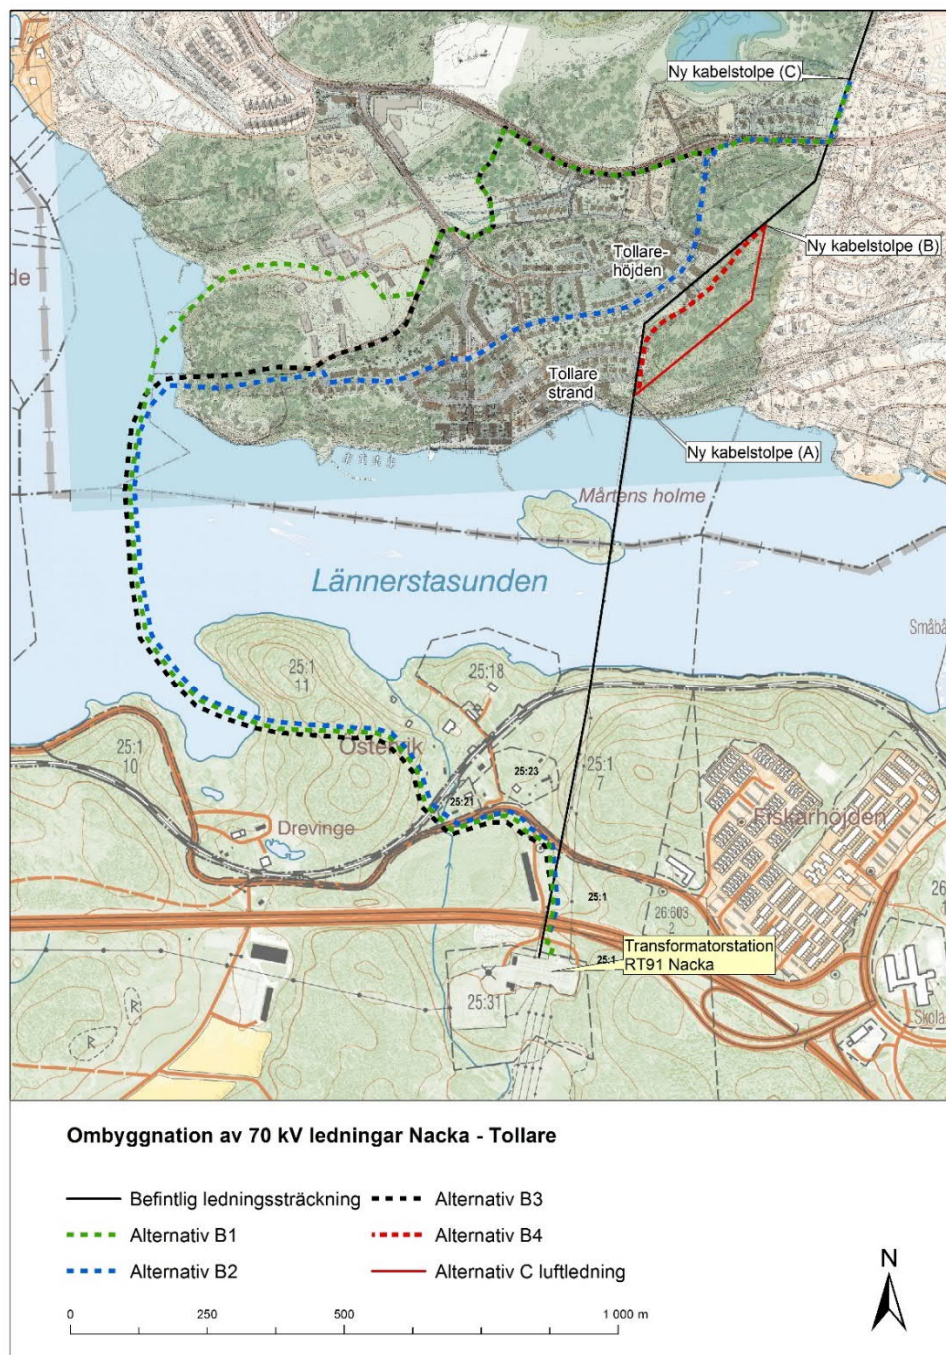 Ny kabelstolpe (C)
de
Tollare-
höjden
Ny kabelstolpe (B)
Tollare
strand
Ny kabelstolpe (A)
Mårtens holme
Lännerstasunden
25:1
11
25:18
25:1
10
Östervik
25:23
25:1
7
25:21
Drevinge
Fiskarhöjden
25:1
26:603
2
26
Transformatorstation
RT91 Nacka
25:1
25:31
R
R
Skola
Ombyggnation av 70 kV ledningar Nacka - Tollare
Befintlig ledningssträckning
Alternativ B3
Alternativ B1
Alternativ B4
Alternativ B2
Alternativ C luftledning
N
0 250 500 1 000 m